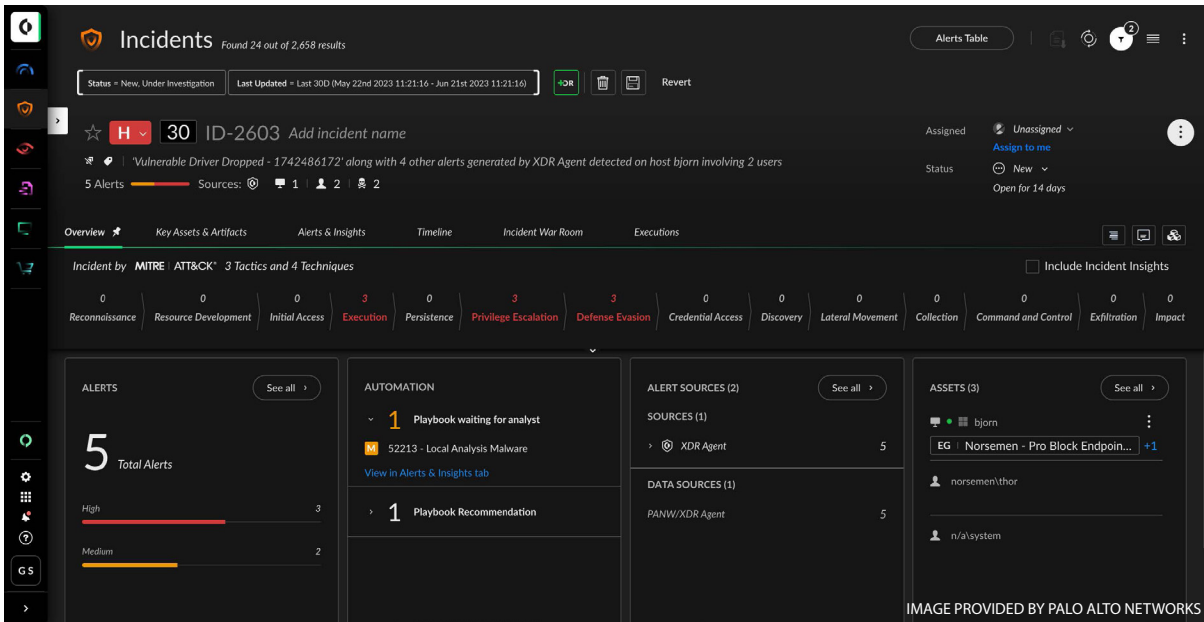 Incidents Found 24 out of 2,658 results
Alerts Table
2
Status = New, Under Investigation
Last Updated = Last 30D (May 22nd 2023 11:21:16 - Jun 21st 2023 11:21:16)
+OR
Revert
H 30 ID-2603 Add incident name
'Vulnerable Driver Dropped - 1742486172' along with 4 other alerts generated by XDR Agent detected on host bjorn involving 2 users
5 Alerts Sources: 1 2 2
Assigned Unassigned
Assign to me
Status New
Open for 14 days
Overview Key Assets & Artifacts Alerts & Insights Timeline Incident War Room Executions
Incident by MITRE | ATT&CK® 3 Tactics and 4 Techniques
Include Incident Insights
0 0 0 3 0 3 3 0 0 0 0 0 0 0
Reconnaissance Resource Development Initial Access Execution Persistence Privilege Escalation Defense Evasion Credential Access Discovery Lateral Movement Collection Command and Control Exfiltration Impact
ALERTS See all >
5 Total Alerts
High 3
Medium 2
AUTOMATION
1 Playbook waiting for analyst
M 52213 - Local Analysis Malware
View in Alerts & Insights tab
1 Playbook Recommendation
ALERT SOURCES (2) See all >
SOURCES (1)
XDR Agent 5
DATA SOURCES (1)
PANW/XDR Agent 5
ASSETS (3) See all >
bjorn
EG | Norsemen - Pro Block Endpoin... +1
norsemen\thor
n/a\system
G S
IMAGE PROVIDED BY PALO ALTO NETWORKS